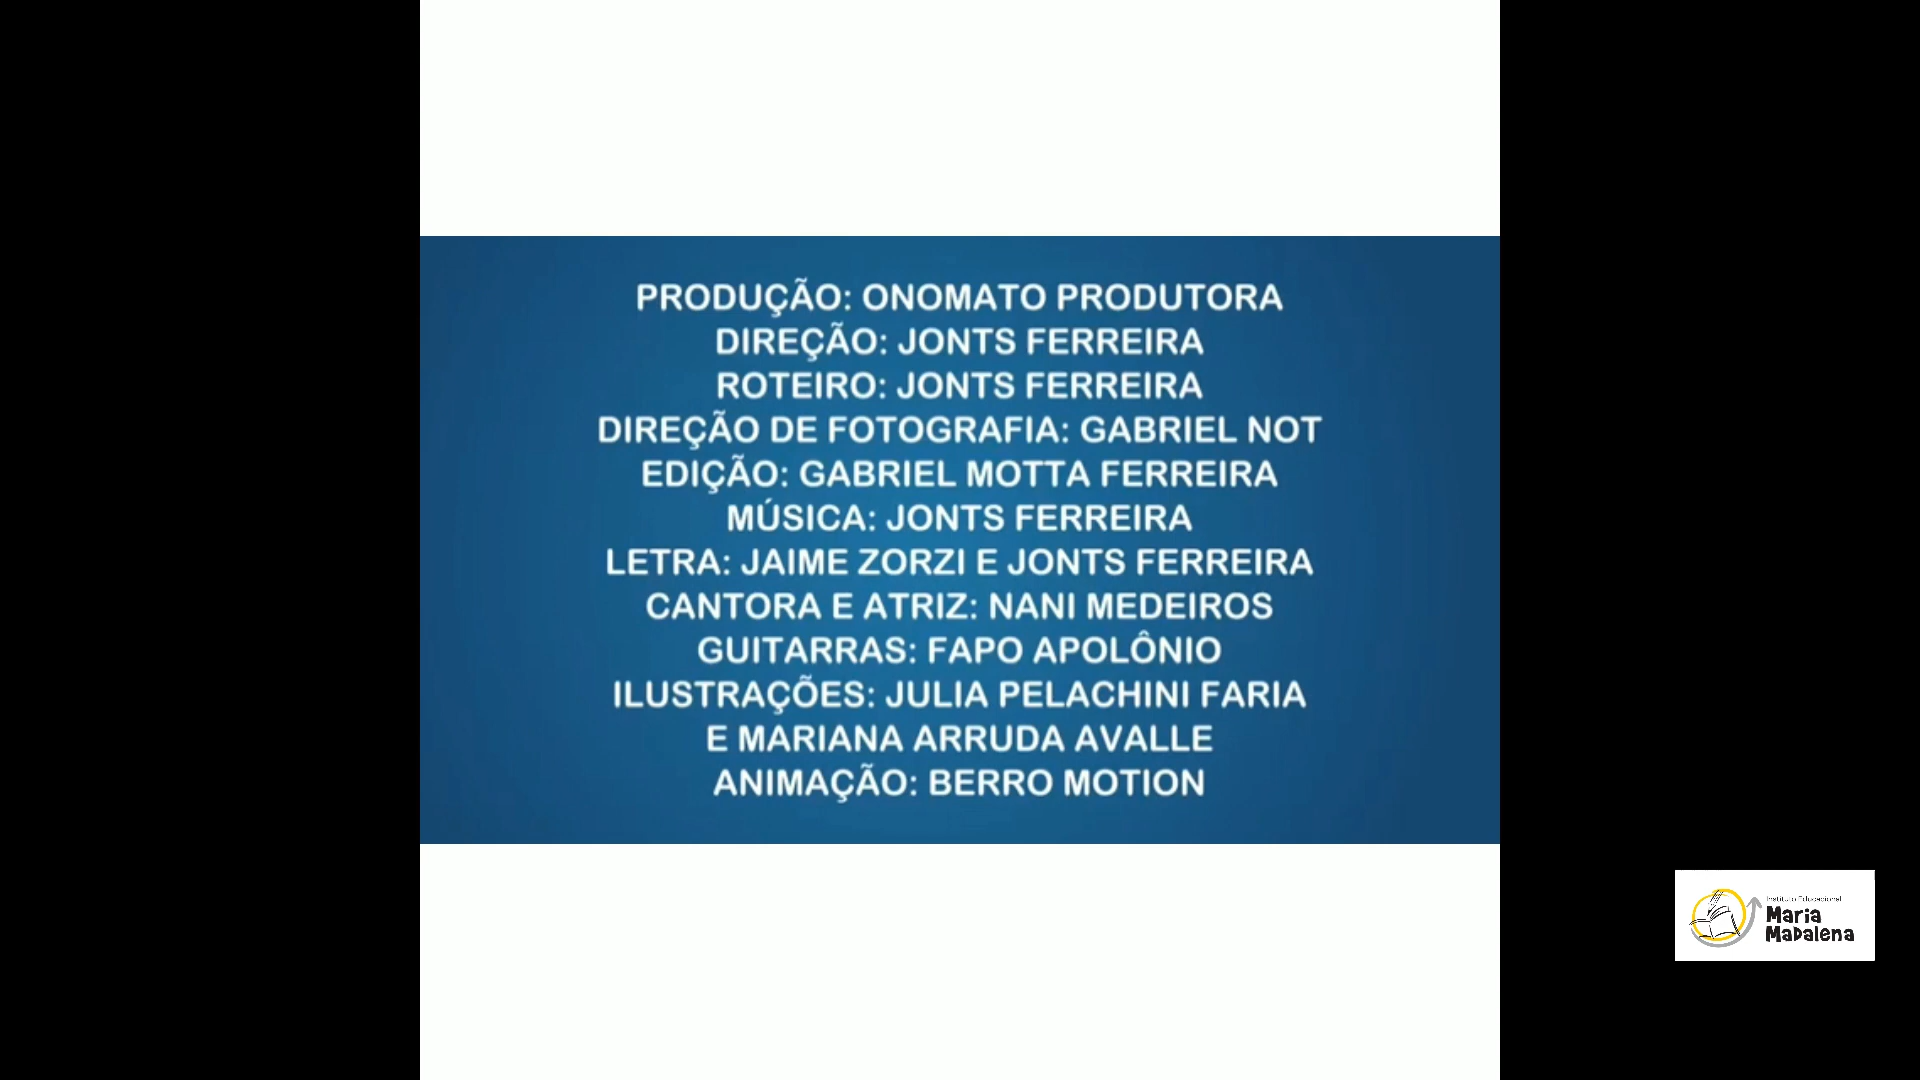 PRODUÇÃO: ONOMATO PRODUTORA
DIREÇÃO: JONTS FERREIRA
ROTEIRO: JONTS FERREIRA
DIREÇÃO DE FOTOGRAFIA: GABRIEL NOT
EDIÇÃO: GABRIEL MOTTA FERREIRA
MÚSICA: JONTS FERREIRA
LETRA: JAIME ZORZI E JONTS FERREIRA
CANTORA E ATRIZ: NANI MEDEIROS
GUITARRAS: FAPO APOLÔNIO
ILUSTRAÇÕES: JULIA PELACHINI FARIA
E MARIANA ARRUDA AVALLE
ANIMAÇÃO: BERRO MOTION
Instituto Educacional
Maria
Madalena